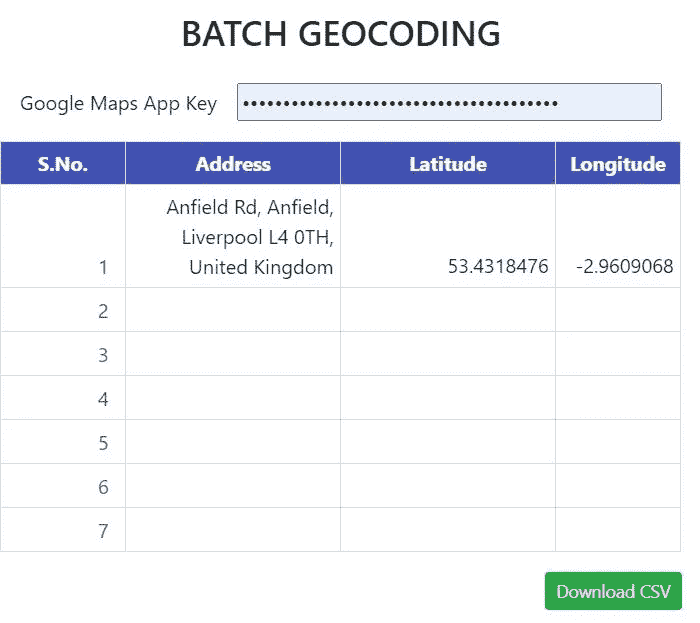 BATCH GEOCODING
Google Maps App Key •••••••••••••••••••••••••••••••••••••••
S.No. Address Latitude Longitude
Anfield Rd, Anfield,
Liverpool L4 0TH,
1 United Kingdom 53.4318476 -2.9609068
2
3
4
5
6
7
Download CSV